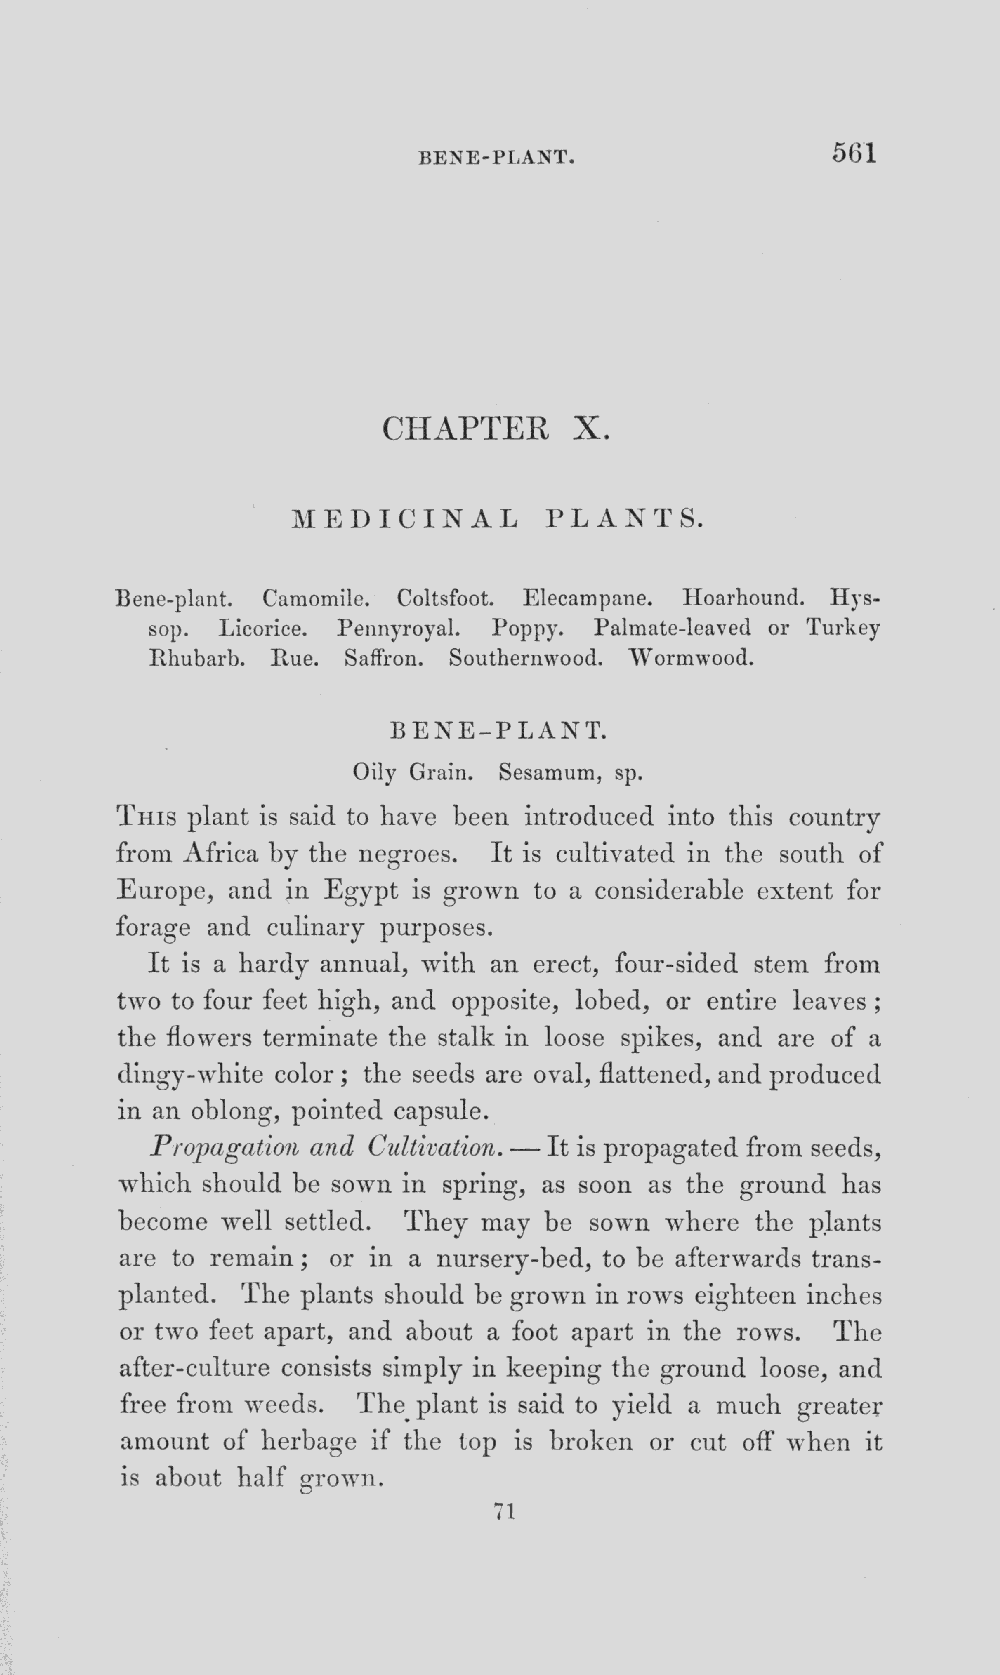 BENE-PLANT. 561
CHAPTER X.
MEDICINAL PLANTS.
Bene-plant. Camomile. Coltsfoot. Elecampane. Hoarhound. Hys-
sop. Licorice. Pennyroyal. Poppy. Palmate-leaved or Turkey
Rhubarb. Rue. Saffron. Southernwood. Wormwood.
BENE-PLANT.
Oily Grain. Sesamum, sp.
THIS plant is said to have been introduced into this country
from Africa by the negroes. It is cultivated in the south of
Europe, and in Egypt is grown to a considerable extent for
forage and culinary purposes.
It is a hardy annual, with an erect, four-sided stem from
two to four feet high, and opposite, lobed, or entire leaves;
the flowers terminate the stalk in loose spikes, and are of a
dingy-white color; the seeds are oval, flattened, and produced
in an oblong, pointed capsule.
Propagation and Cultivation. — It is propagated from seeds,
which should be sown in spring, as soon as the ground has
become well settled. They may be sown where the plants
are to remain; or in a nursery-bed, to be afterwards trans-
planted. The plants should be grown in rows eighteen inches
or two feet apart, and about a foot apart in the rows. The
after-culture consists simply in keeping the ground loose, and
free from weeds. The plant is said to yield a much greater
amount of herbage if the top is broken or cut off when it
is about half grown.
71